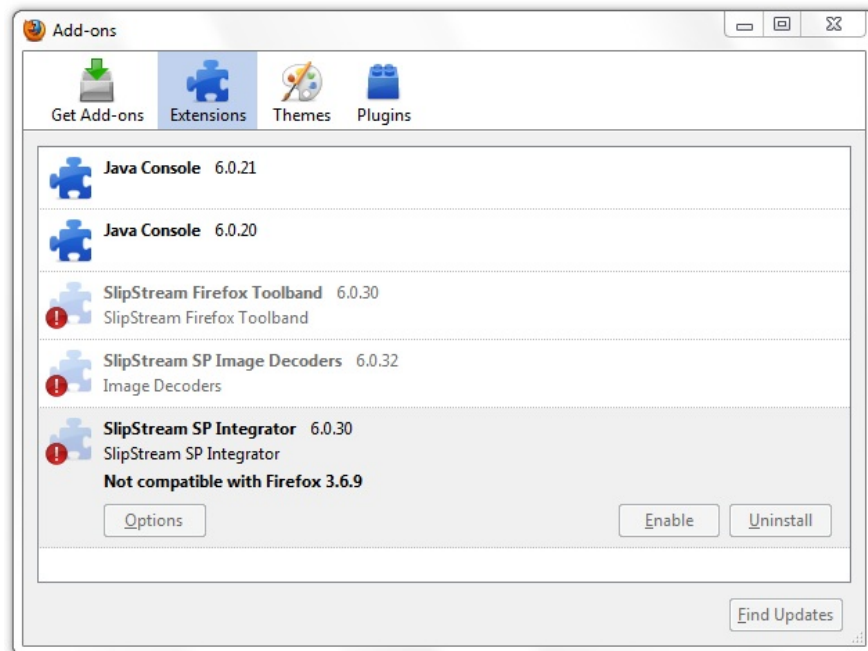 Add-ons
Get Add-ons Extensions Themes Plugins
Java Console 6.0.21
Java Console 6.0.20
SlipStream Firefox Toolband 6.0.30
SlipStream Firefox Toolband
SlipStream SP Image Decoders 6.0.32
Image Decoders
SlipStream SP Integrator 6.0.30
SlipStream SP Integrator
Not compatible with Firefox 3.6.9
Options Enable Uninstall
Find Updates